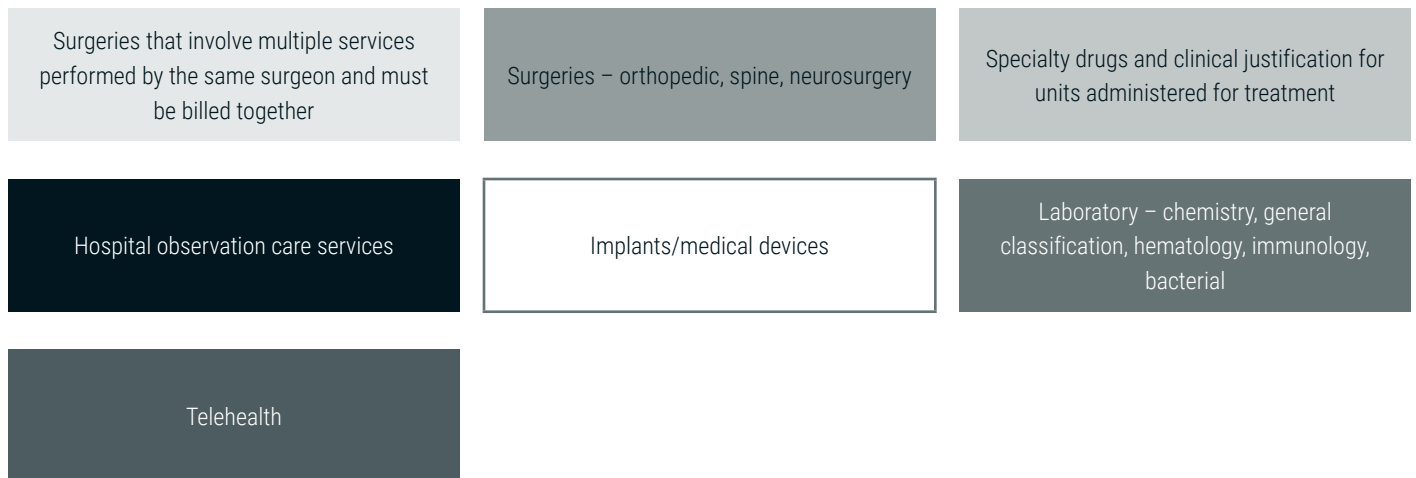 Surgeries that involve multiple services
performed by the same surgeon and must
be billed together
Surgeries – orthopedic, spine, neurosurgery
Specialty drugs and clinical justification for
units administered for treatment
Hospital observation care services
Implants/medical devices
Laboratory – chemistry, general
classification, hematology, immunology,
bacterial
Telehealth